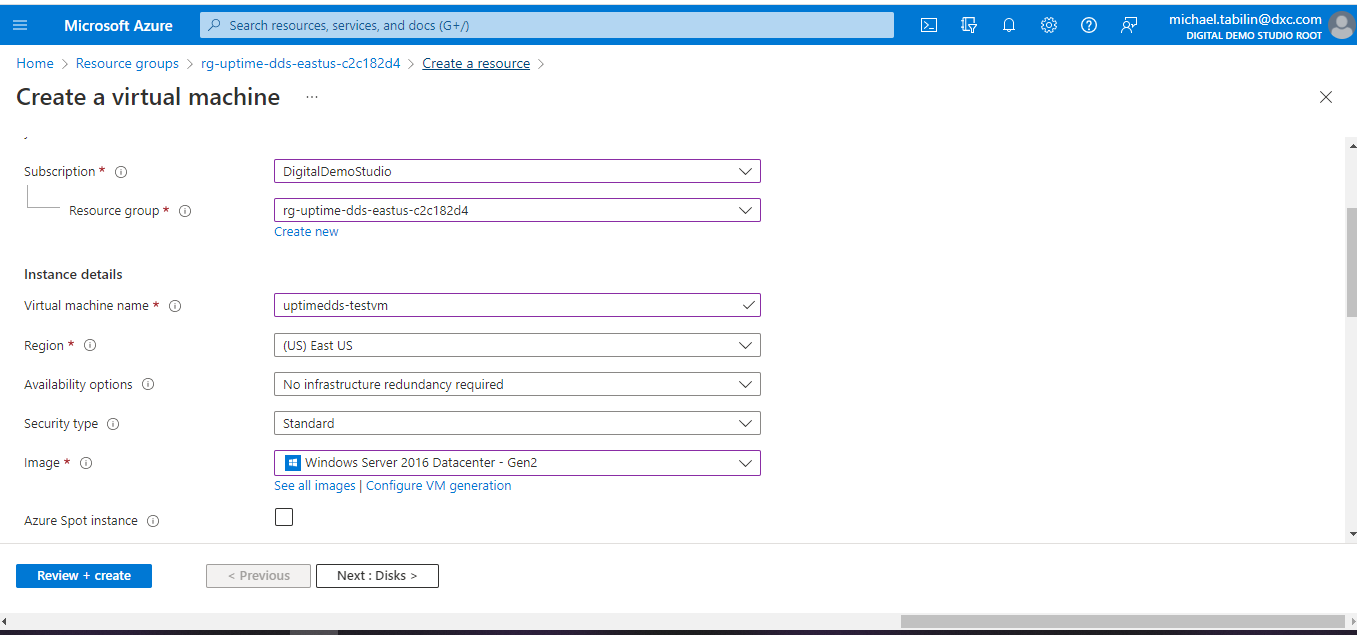 Microsoft Azure
Search resources, services, and docs (G+/)
michael.tabilin@dxc.com
DIGITAL DEMO STUDIO ROOT
Home > Resource groups > rg-uptime-dds-eastus-c2c182d4 > Create a resource >
Create a virtual machine ...
Subscription *
DigitalDemoStudio
Resource group *
rg-uptime-dds-eastus-c2c182d4
Create new
Instance details
Virtual machine name *
uptimedds-testvm
Region *
(US) East US
Availability options
No infrastructure redundancy required
Security type
Standard
Image *
Windows Server 2016 Datacenter - Gen2
See all images | Configure VM generation
Azure Spot instance
Review + create
< Previous
Next : Disks >